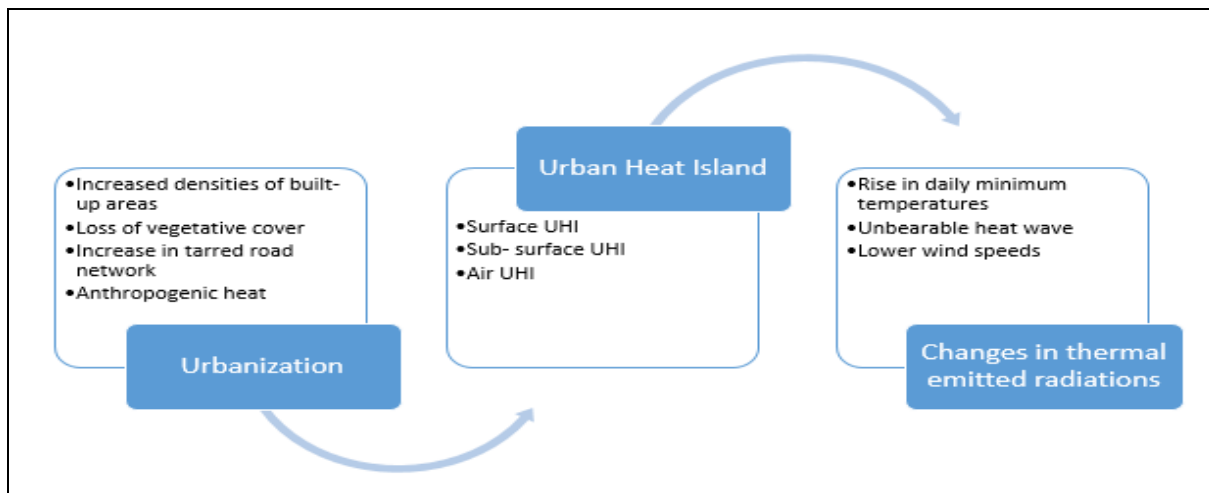 •Increased densities of built-
up areas
•Loss of vegetative cover
•Increase in tarred road
network
•Anthropogenic heat
Urbanization
Urban Heat Island
•Surface UHI
•Sub- surface UHI
•Air UHI
•Rise in daily minimum
temperatures
•Unbearable heat wave
•Lower wind speeds
Changes in thermal
emitted radiations